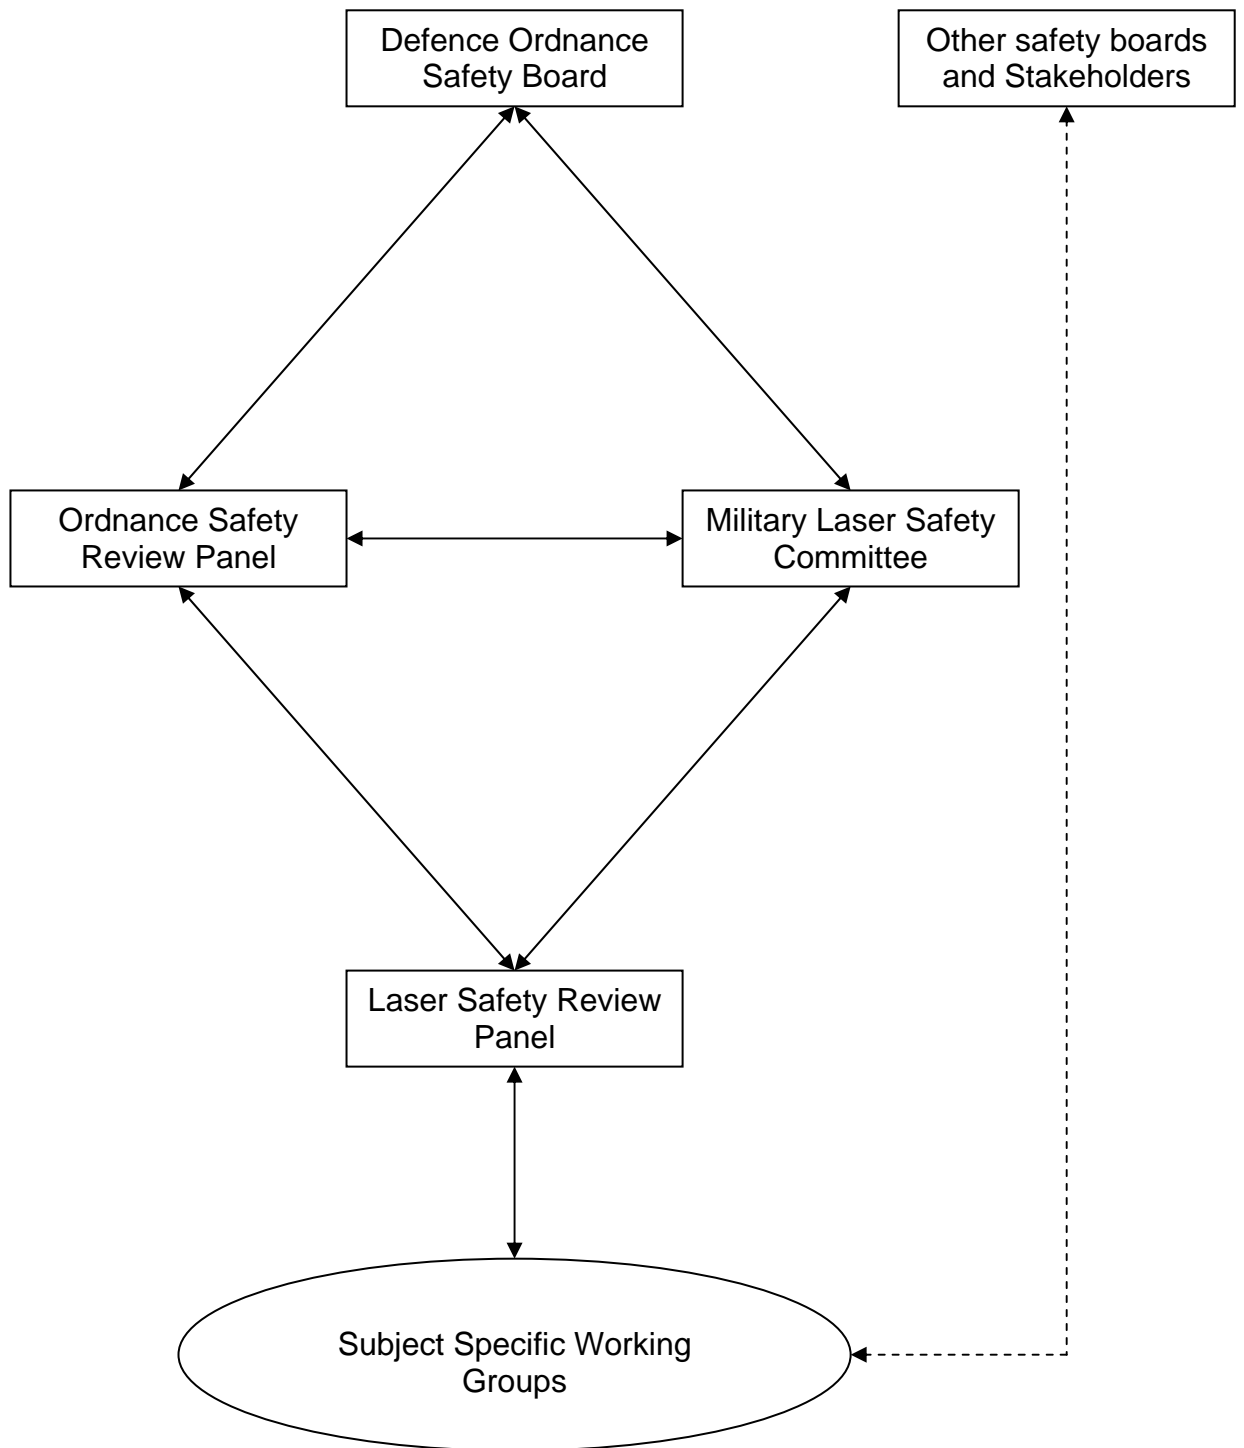 Defence Ordnance
Safety Board
Other safety boards
and Stakeholders
Ordnance Safety
Review Panel
Military Laser Safety
Committee
Laser Safety Review
Panel
Subject Specific Working
Groups